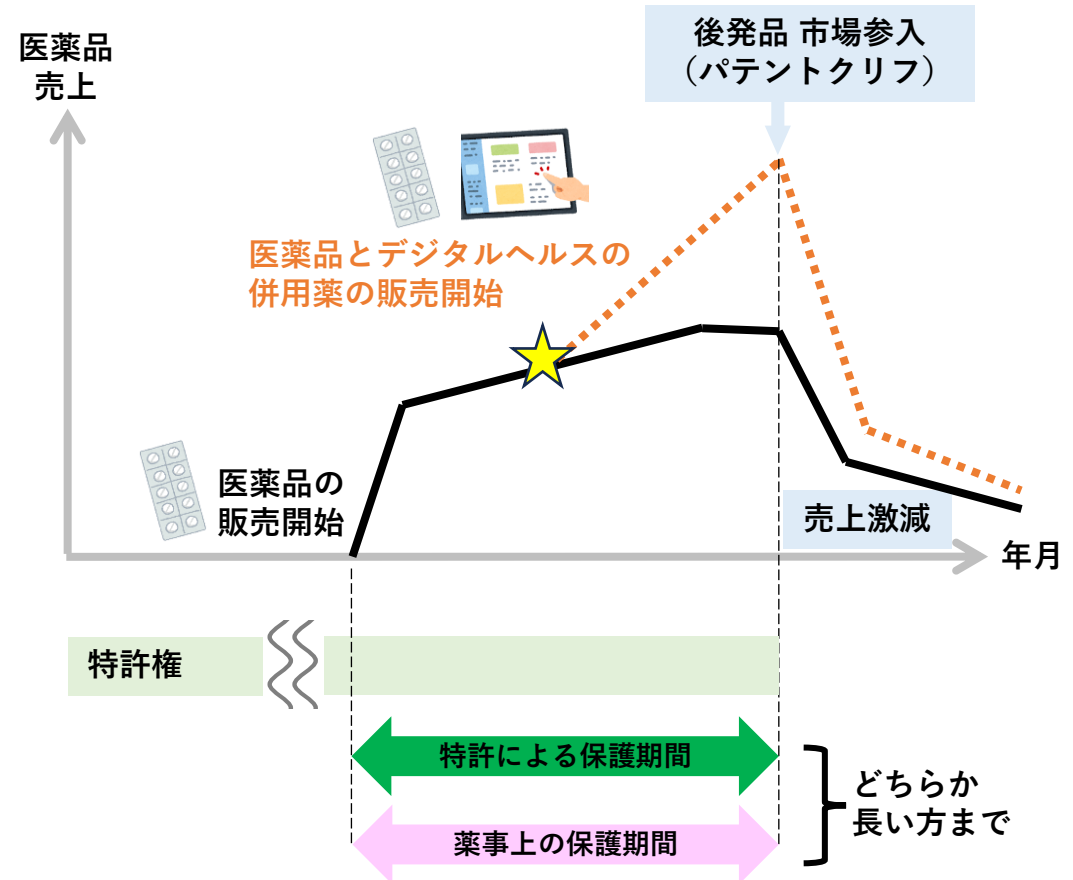 医薬品
売上
後発品 市場参入
(パテントクリフ)
医薬品とデジタルヘルスの
併用薬の販売開始
医薬品の
販売開始
売上激減
年月
特許権
特許による保護期間
薬事上の保護期間
どちらか
長い方まで